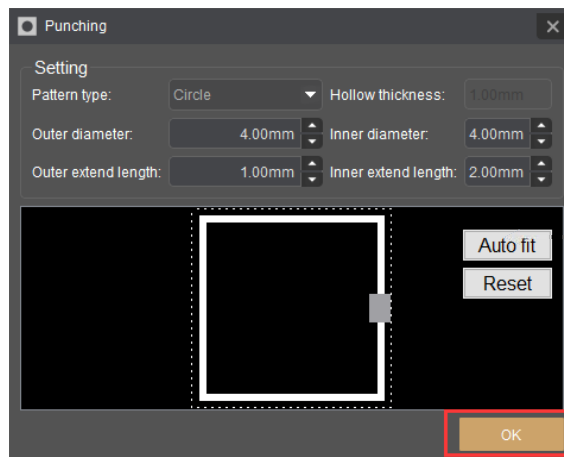 Punching
Setting
Pattern type: Circle Hollow thickness: 1.00mm
Outer diameter: 4.00mm Inner diameter: 4.00mm
Outer extend length: 1.00mm Inner extend length: 2.00mm
Auto fit
Reset
OK